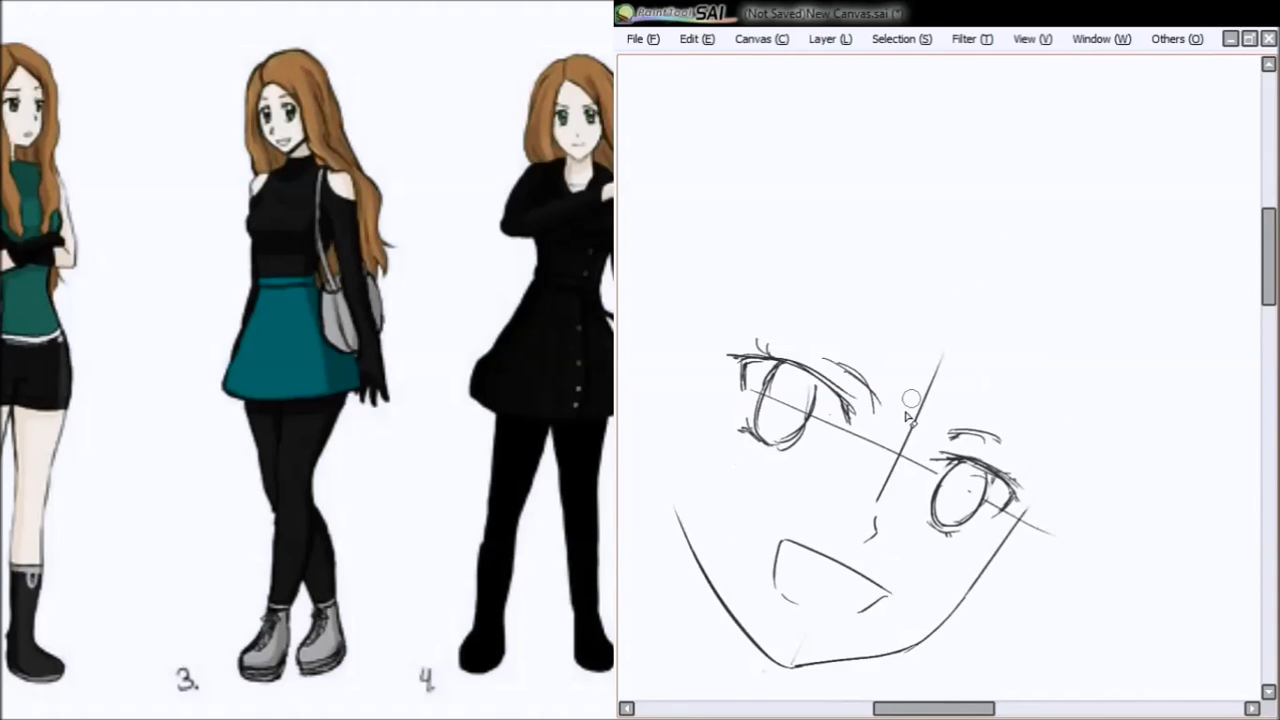 PaintTool SAI (Not Saved)New Canvas.sai (*)
File (F) Edit (E) Canvas (C) Layer (L) Selection (S) Filter (T) View (V) Window (W) Others (O)
3. 4.